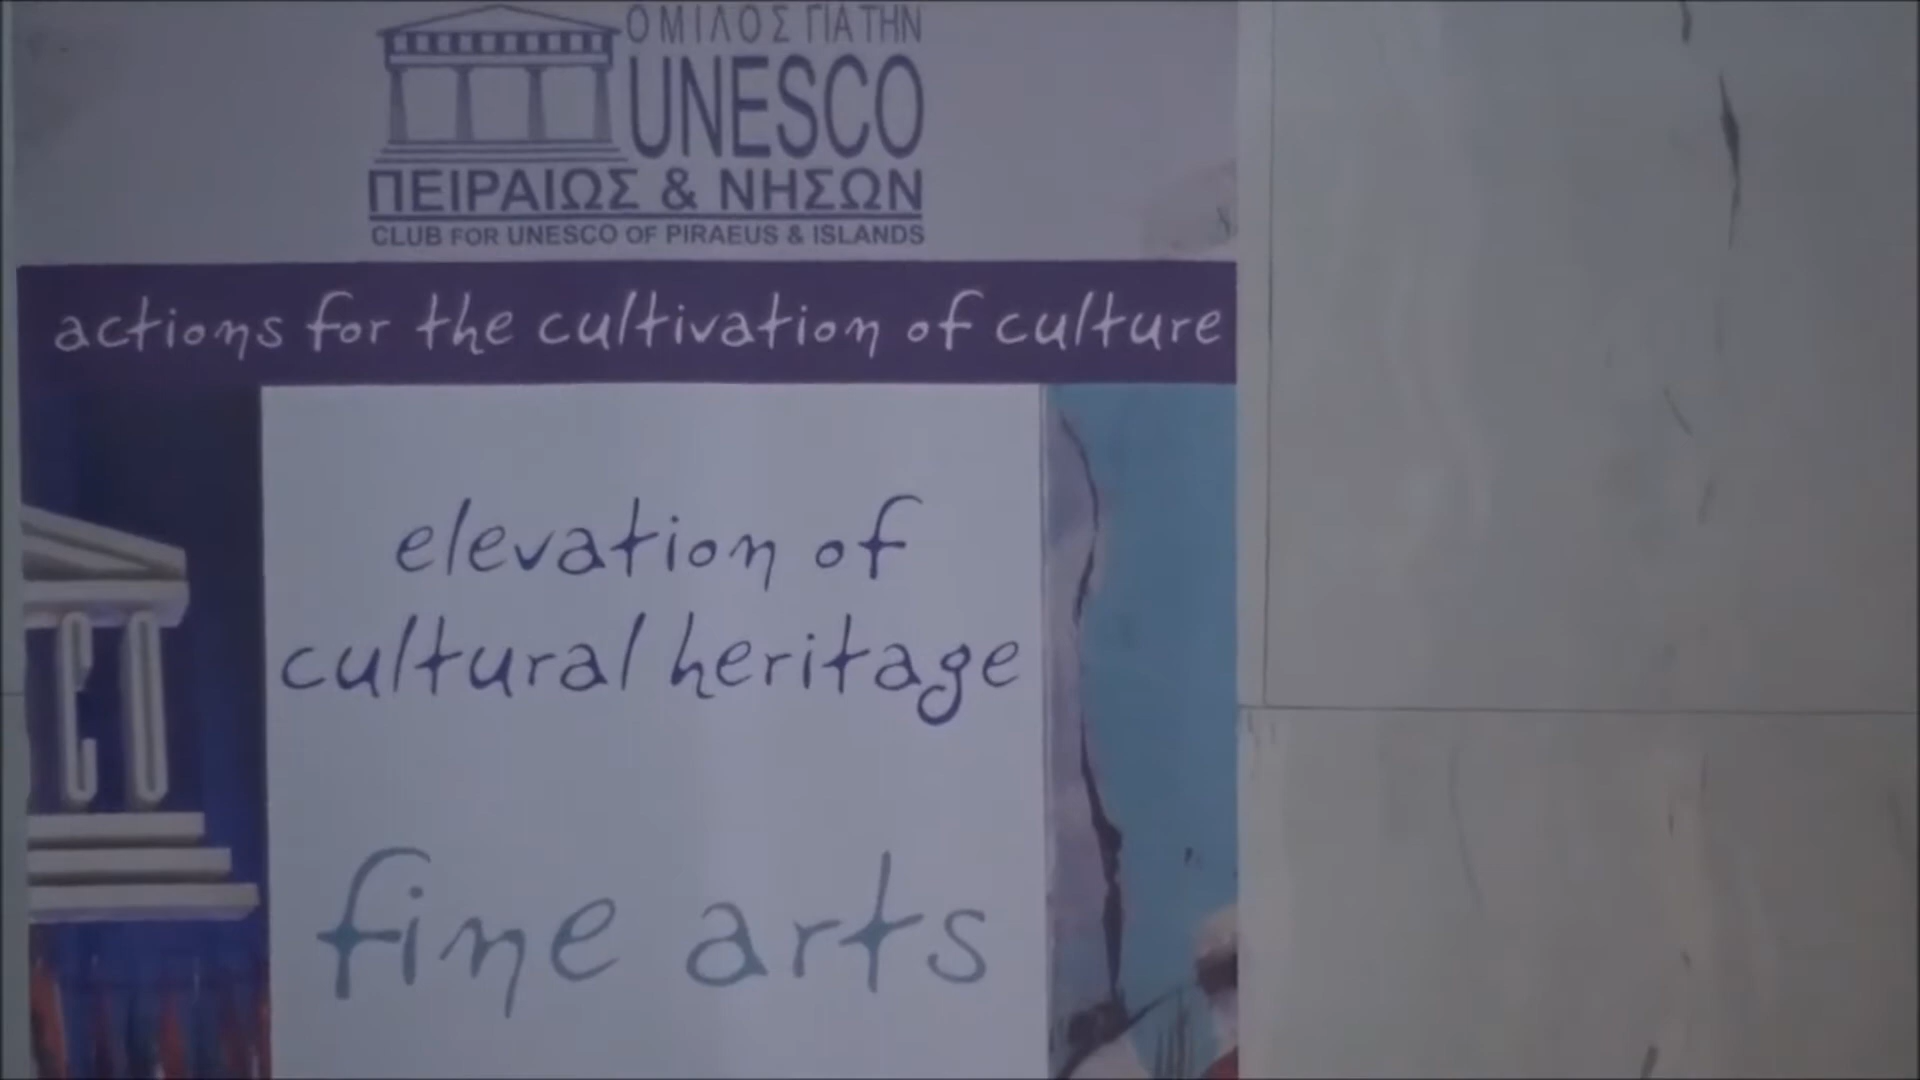 ΟΜΙΛΟΣ ΓΙΑ ΤΗΝ
UNESCO
ΠΕΙΡΑΙΩΣ & ΝΗΣΩΝ
CLUB FOR UNESCO OF PIRAEUS & ISLANDS
actions for the cultivation of culture
elevation of
cultural heritage
CO
fine arts